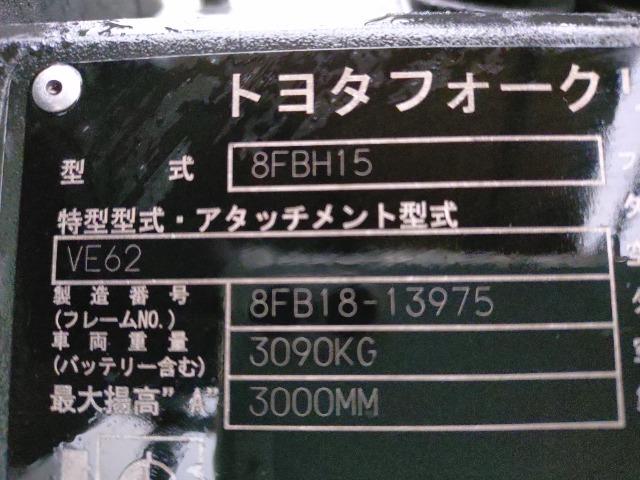 トヨタフォーク
型 式 8FBH15
特型型式・アタッチメント型式
VE62
製造番号 8FB18-13975
(フレームNO.)
車両重量 3090KG
(バッテリー含む)
最大揚高"A" 3000MM